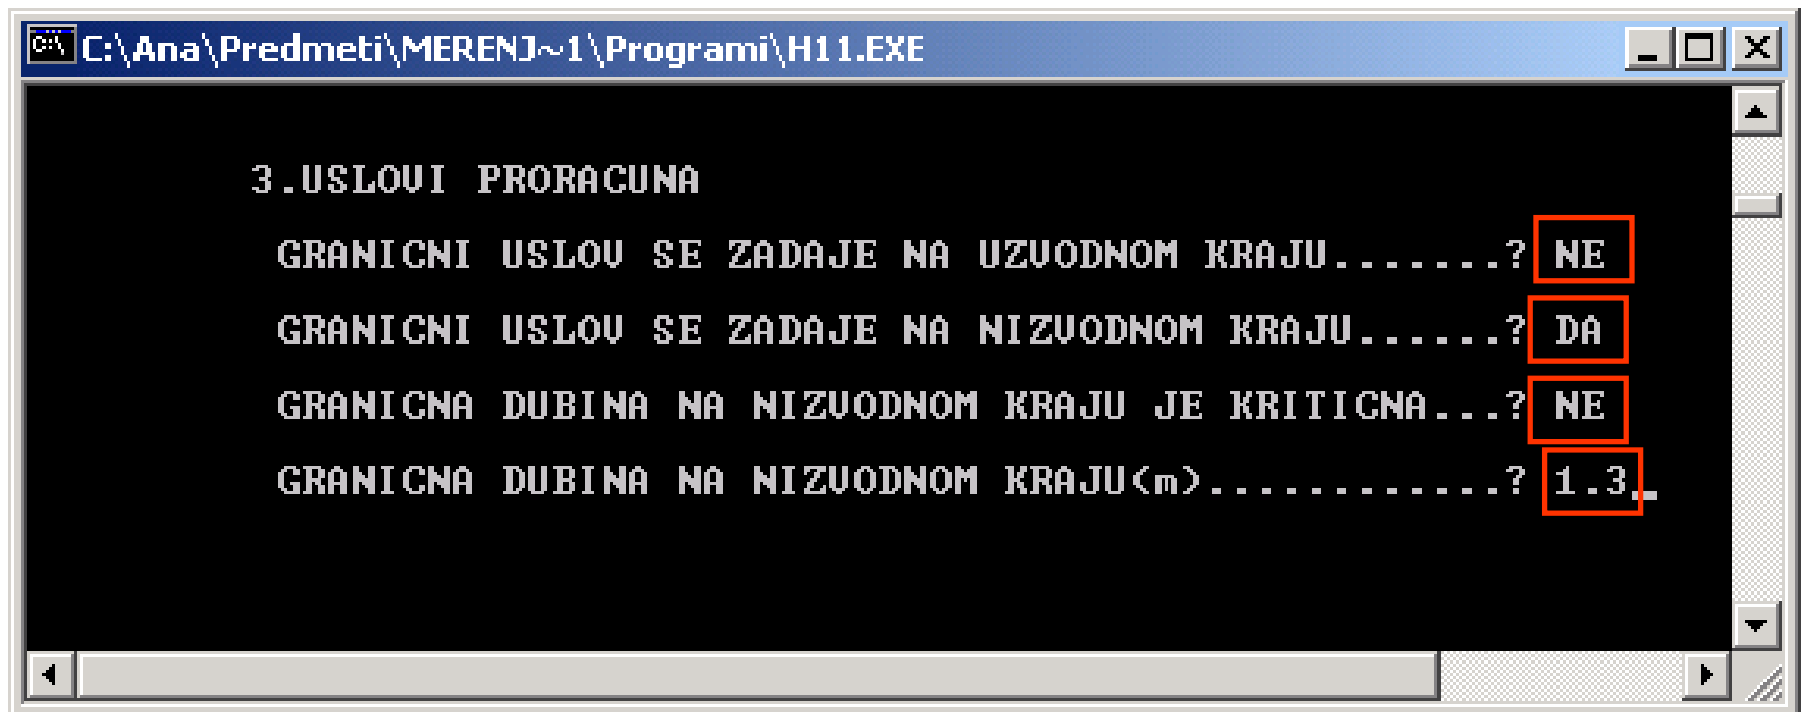 C:\Ana\Predmeti\MERENJ~1\Programi\H11.EXE
3.USLOVI PRORACUNA
GRANICNI USLOV SE ZADAJE NA UZVODNOM KRAJU.......? NE
GRANICNI USLOV SE ZADAJE NA NIZVODNOM KRAJU......? DA
GRANICNA DUBINA NA NIZVODNOM KRAJU JE KRITICNA...? NE
GRANICNA DUBINA NA NIZVODNOM KRAJU(m)............? 1.3_